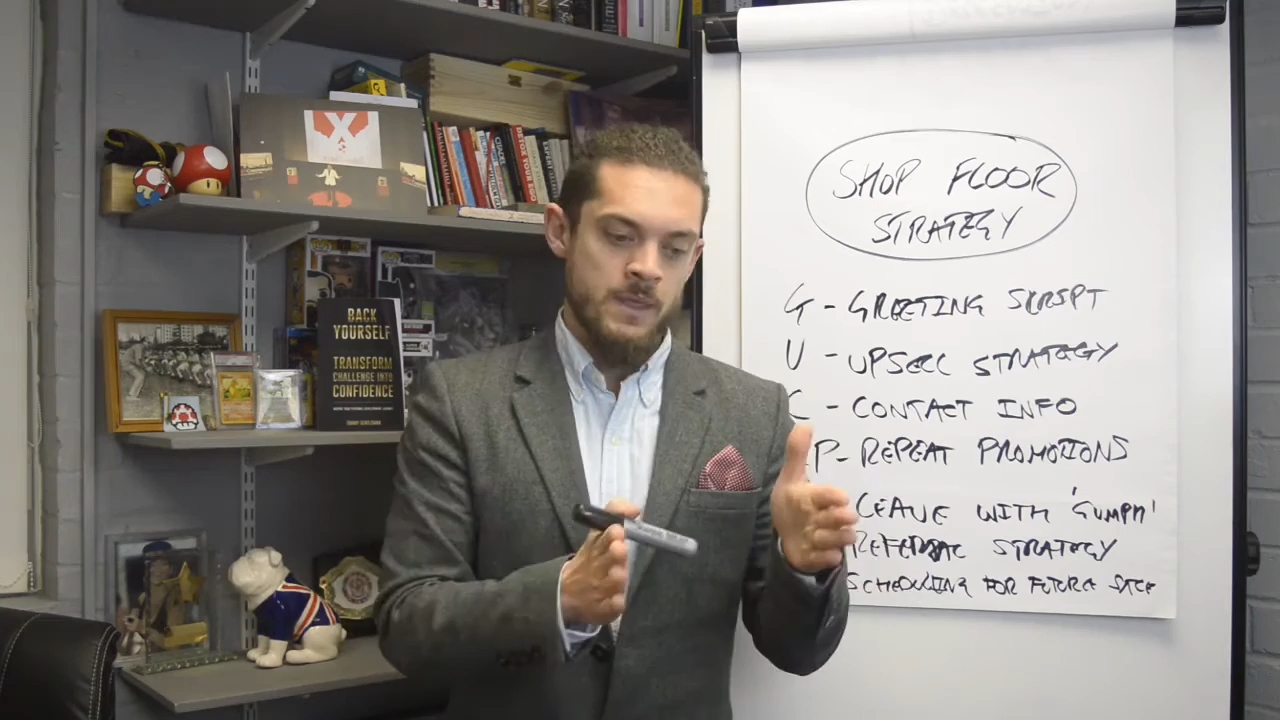 SHOP FLOOR
STRATEGY
G - GREETING SCRIPT
U - UPSELL STRATEGY
C - CONTACT INFO
P - REPEAT PROMOTIONS
LEAVE WITH 'GUMPH'
REFERRAL STRATEGY
SCHEDULING FOR FUTURE SALE
BACK
YOURSELF
TRANSFORM
CHALLENGE INTO
CONFIDENCE
X